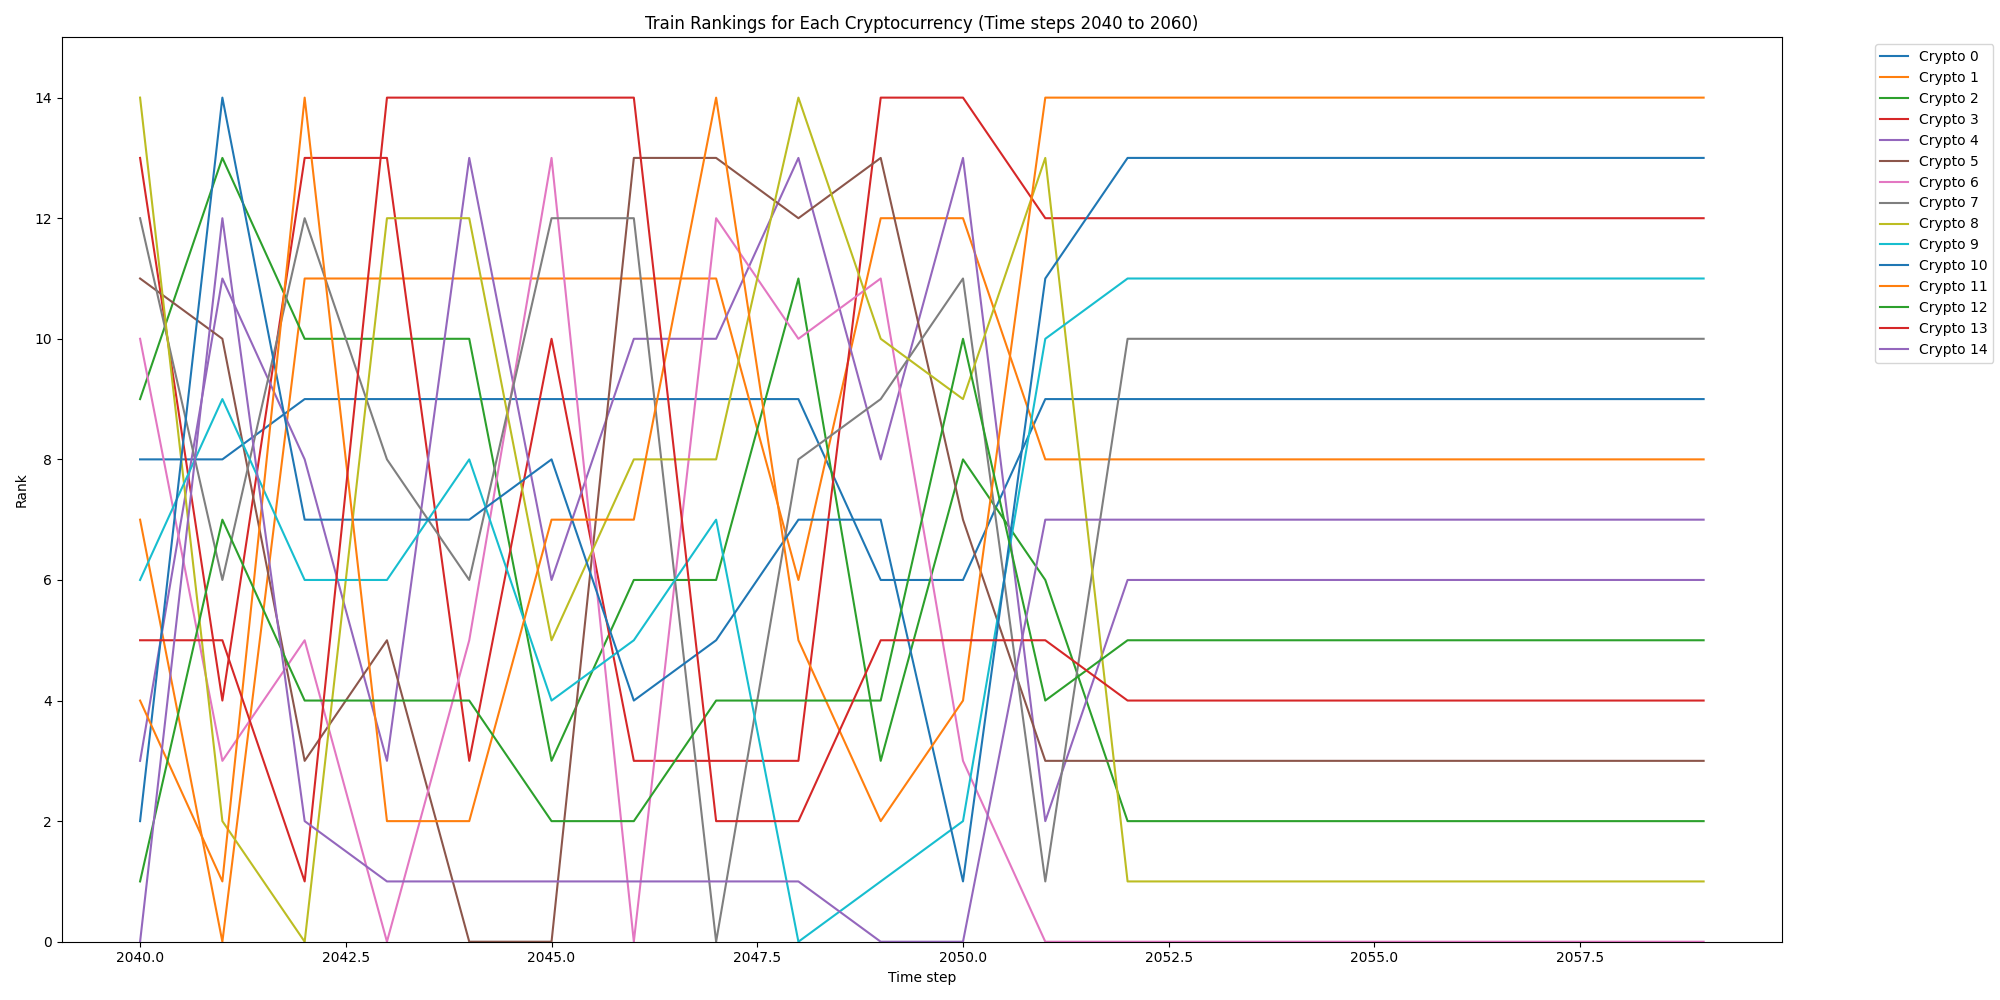 Train Rankings for Each Cryptocurrency (Time steps 2040 to 2060)
Rank
14
12
10
8
6
4
2
0
2040.0 2042.5 2045.0 2047.5 2050.0 2052.5 2055.0 2057.5
Time step
Crypto 0
Crypto 1
Crypto 2
Crypto 3
Crypto 4
Crypto 5
Crypto 6
Crypto 7
Crypto 8
Crypto 9
Crypto 10
Crypto 11
Crypto 12
Crypto 13
Crypto 14